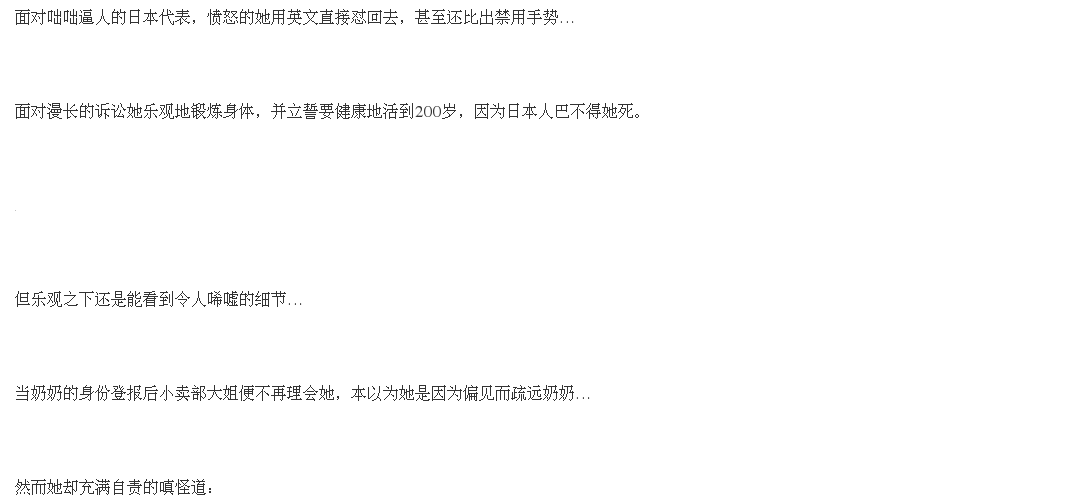 面对咄咄逼人的日本代表，愤怒的她用英文直接怼回去，甚至还比出禁用手势…
面对漫长的诉讼她乐观地锻炼身体，并立誓要健康地活到200岁，因为日本人巴不得她死。
但乐观之下还是能看到令人唏嘘的细节…
当奶奶的身份登报后小卖部大姐便不再理会她，本以为她是因为偏见而疏远奶奶…
然而她却充满自责的嗔怪道：